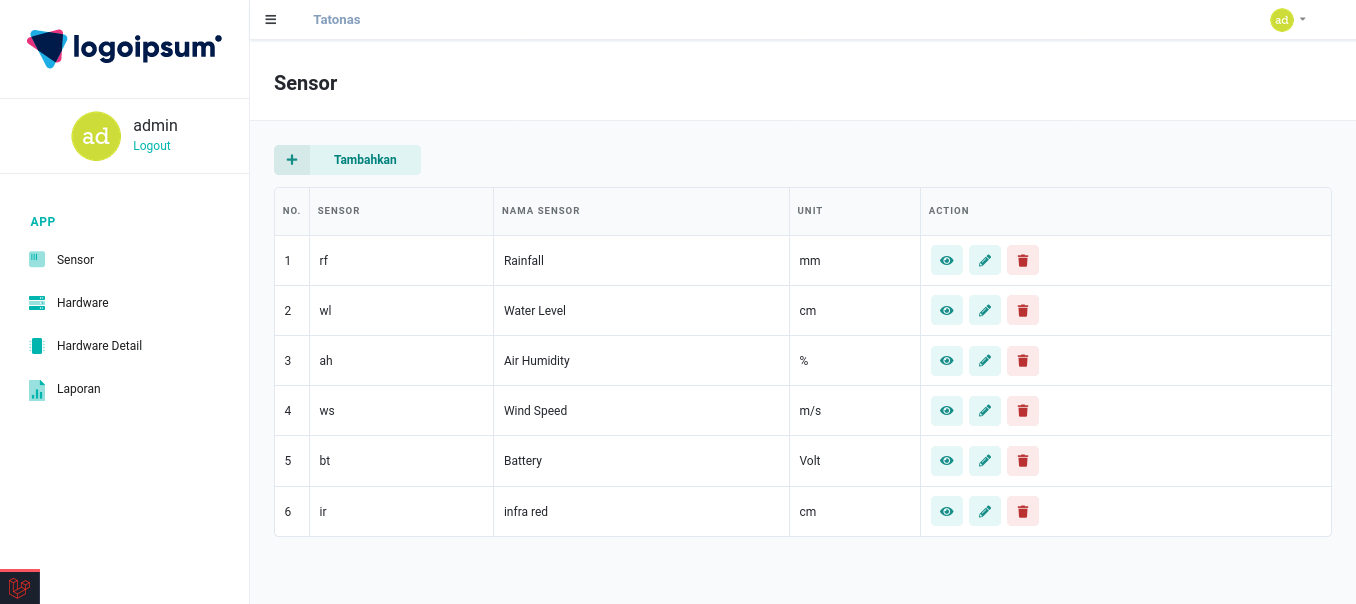 logoipsum
Tatonas
ad
Sensor
ad
admin
Logout
APP
Sensor
Hardware
Hardware Detail
Laporan
Tambahkan
NO. SENSOR NAMA SENSOR UNIT ACTION
1 rf Rainfall mm
2 wl Water Level cm
3 ah Air Humidity %
4 ws Wind Speed m/s
5 bt Battery Volt
6 ir infra red cm